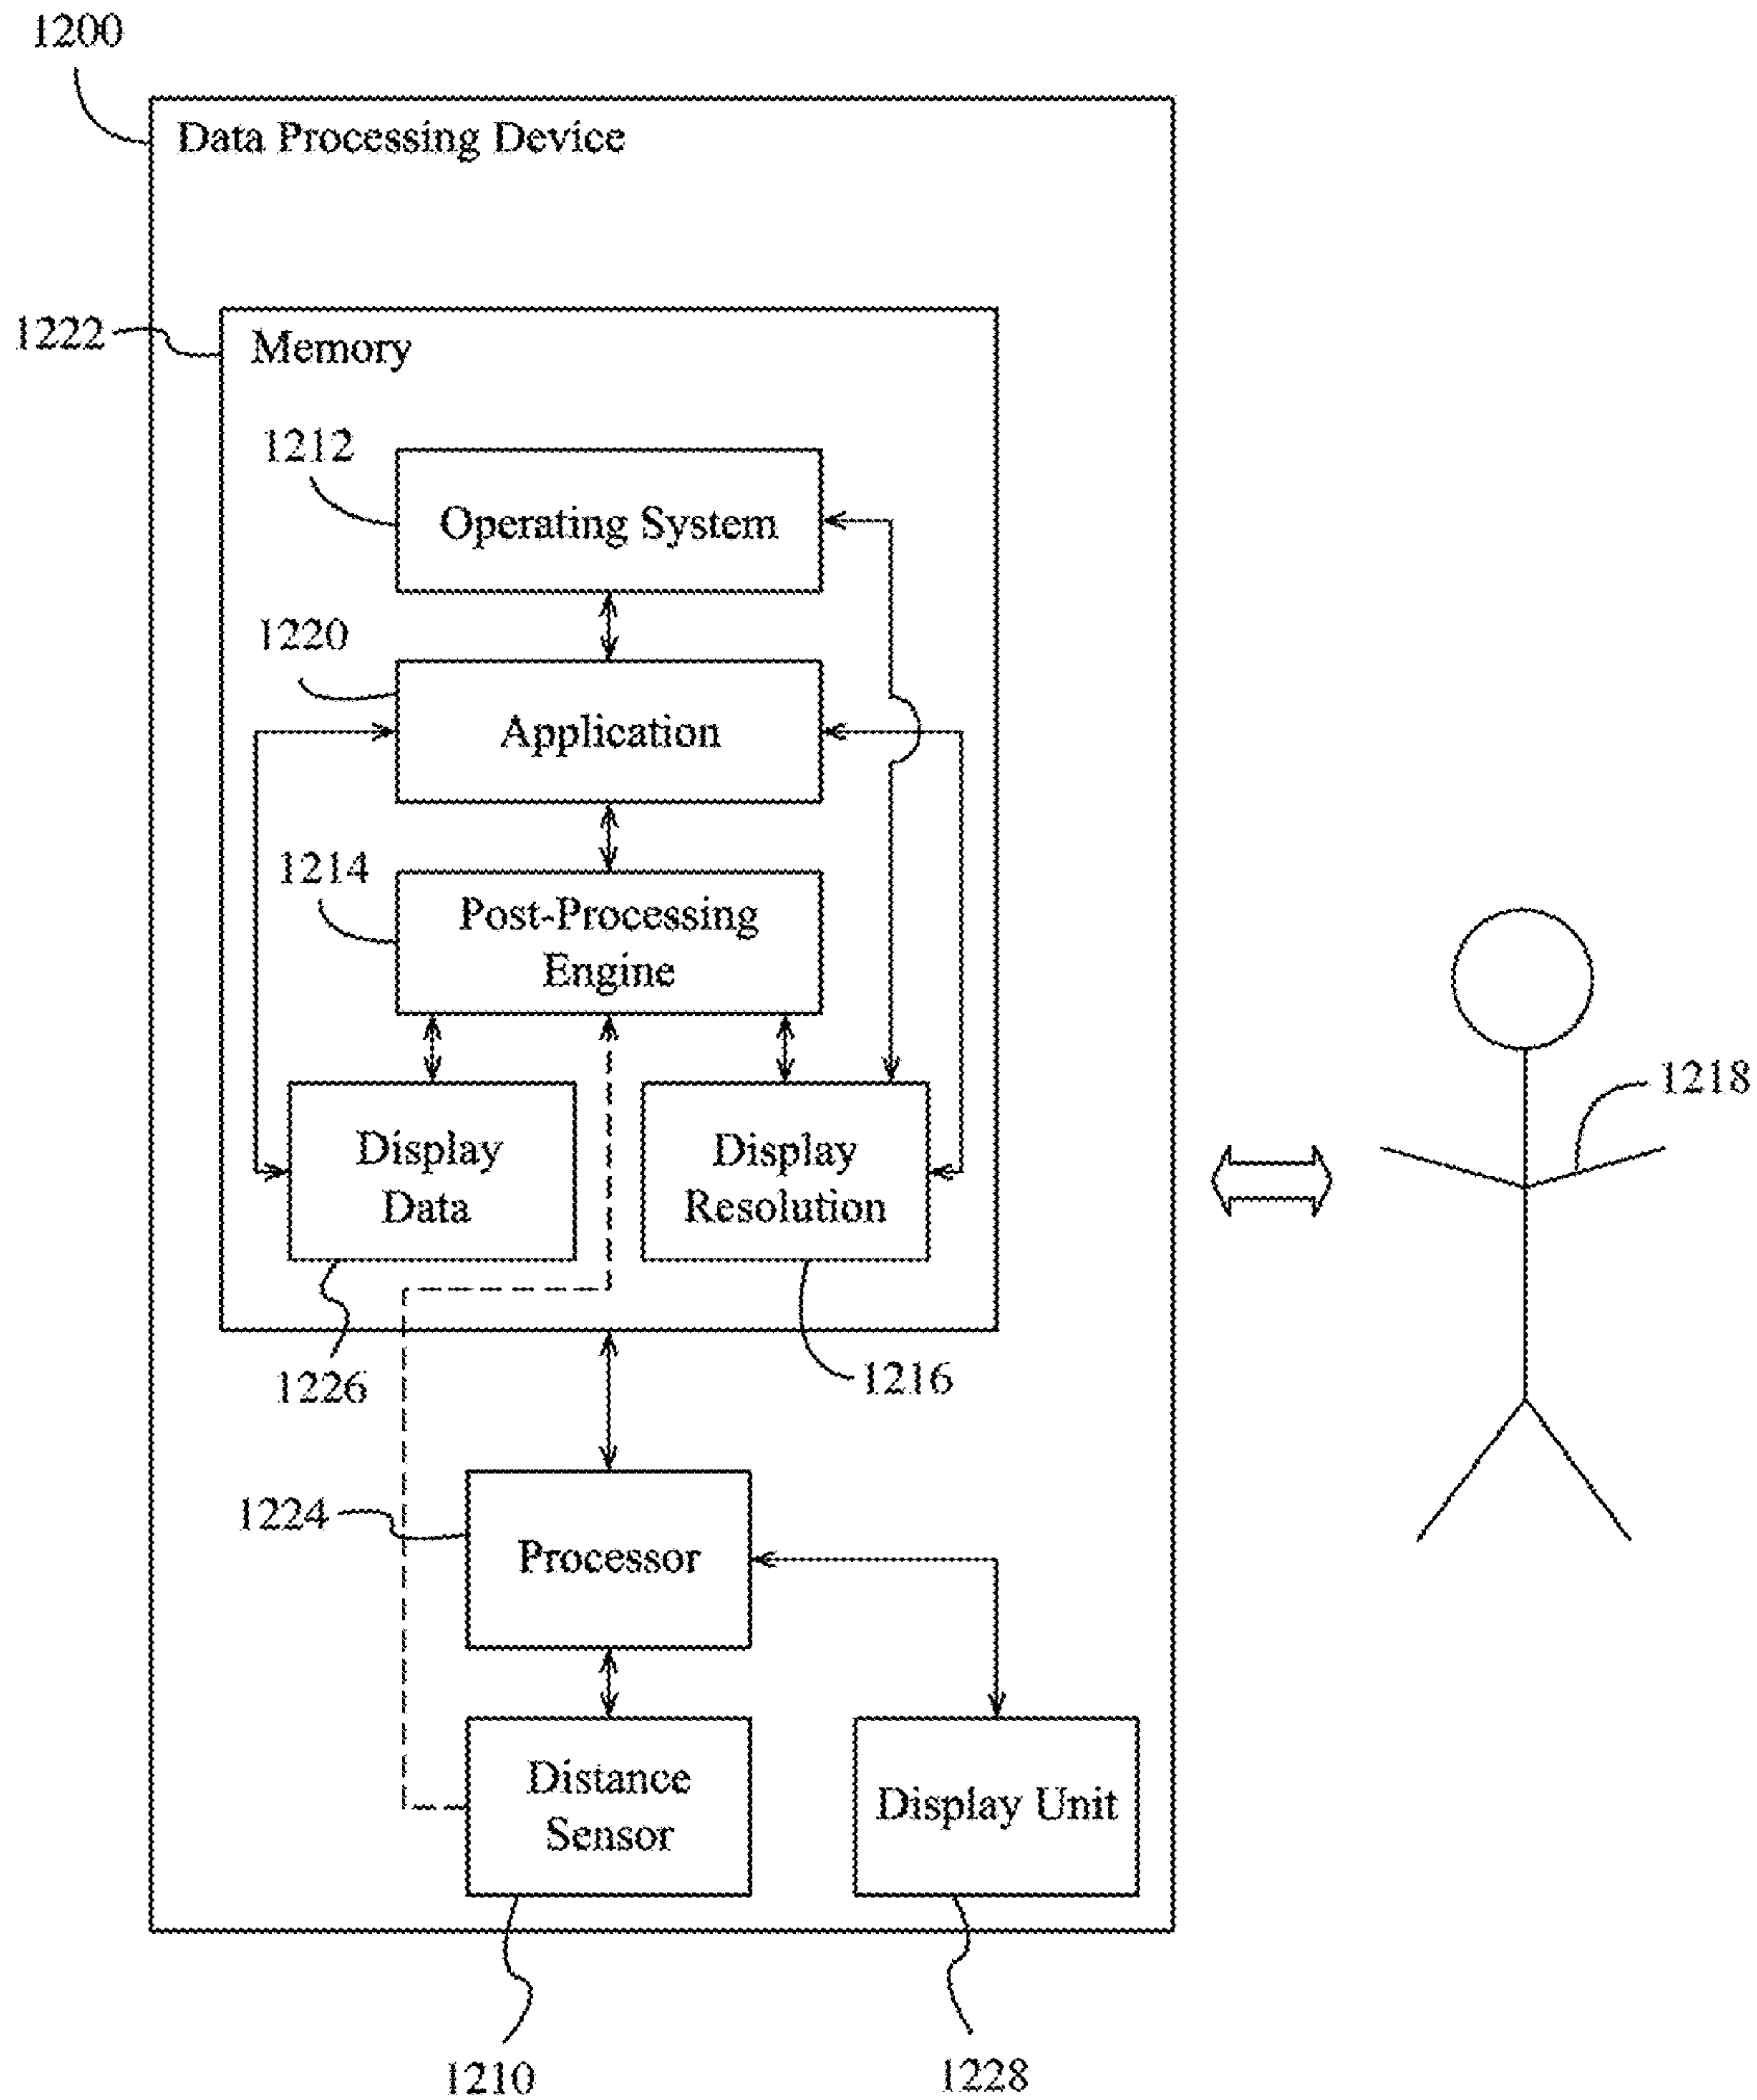 1200
Data Processing Device
1222
Memory
1212
Operating System
1220
Application
1214
Post-Processing
Engine
1218
Display
Data
Display
Resolution
1226
1216
1224
Processor
Distance
Sensor
Display Unit
1210
1228